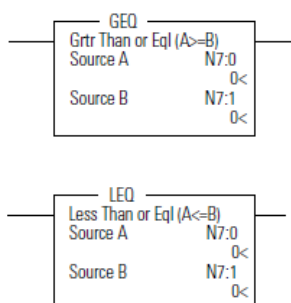 GEQ
Grtr Than or Eql (A>=B)
Source A N7:0
0<
Source B N7:1
0<
LEQ
Less Than or Eql (A<=B)
Source A N7:0
0<
Source B N7:1
0<